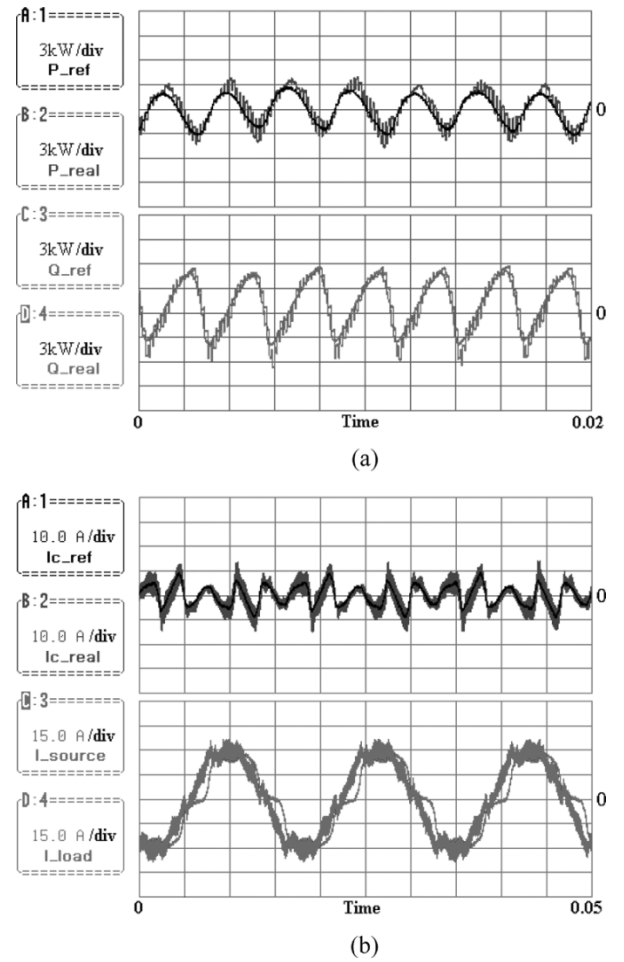 A:1
3kW/div
P_ref
B:2
3kW/div
P_real
0
C:3
3kW/div
Q_ref
D:4
3kW/div
Q_real
0
0 Time 0.02
(a)
A:1
10.0 A/div
Ic_ref
B:2
10.0 A/div
Ic_real
0
C:3
15.0 A/div
I_source
D:4
15.0 A/div
I_load
0
0 Time 0.05
(b)